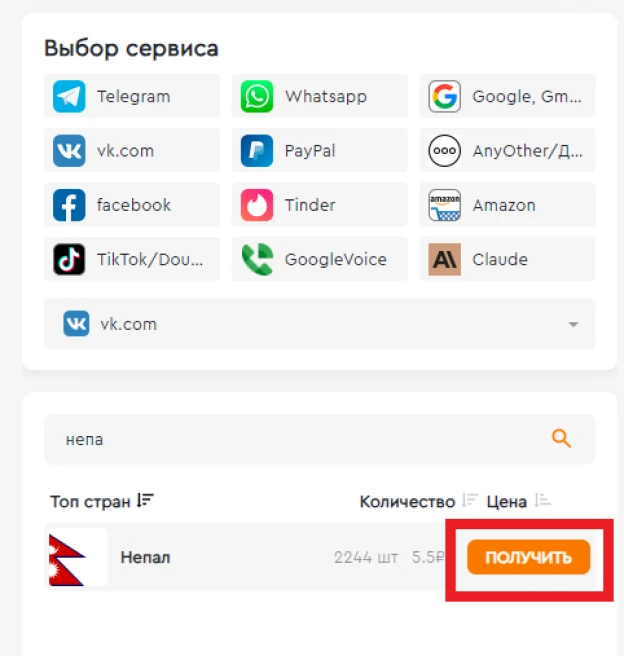 Выбор сервиса
Telegram Whatsapp Google, Gm...
vk.com PayPal AnyOther/Д...
facebook Tinder amazon Amazon
TikTok/Dou... GoogleVoice Claude
vk.com
непа
Топ стран Количество Цена
Непал 2244 шт 5.5₽ ПОЛУЧИТЬ